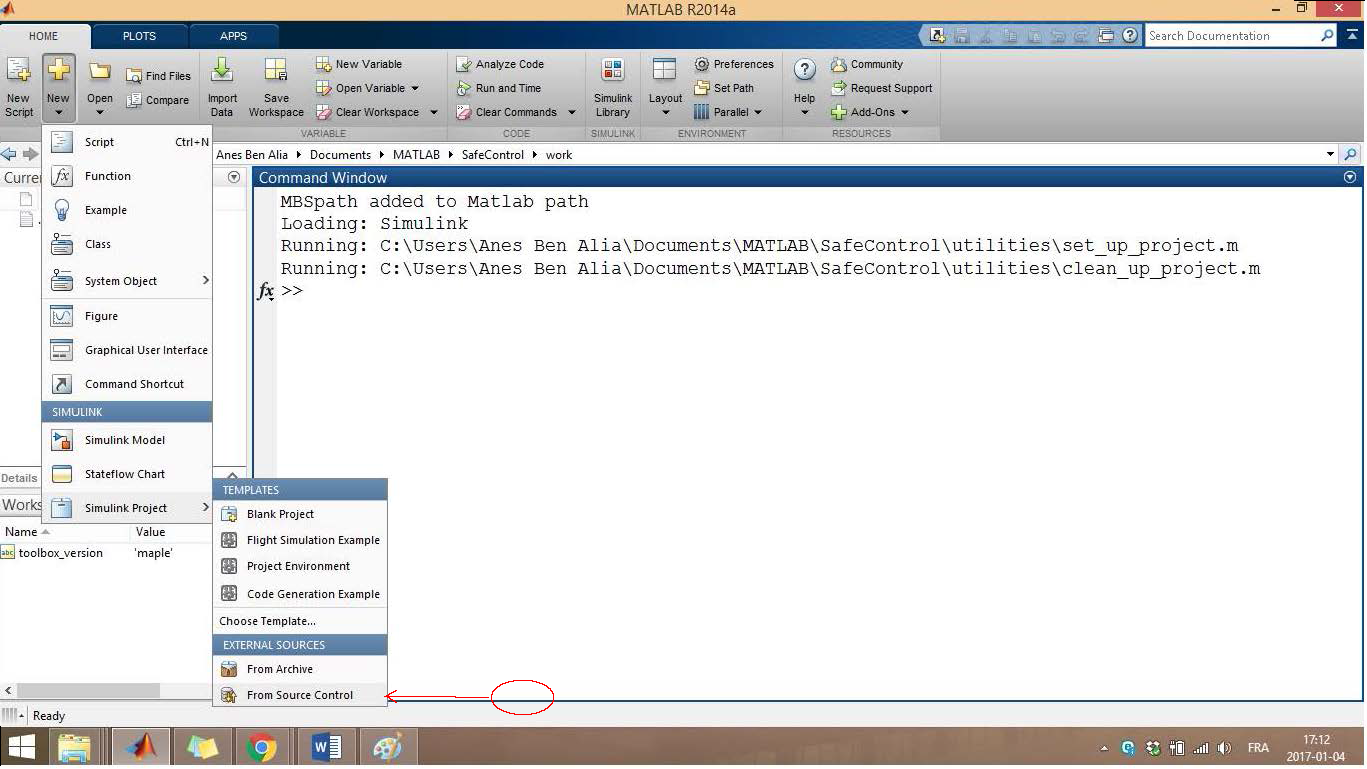 MATLAB R2014a
HOME PLOTS APPS
Search Documentation
New Script
New
Open
Find Files
Compare
Import Data
Save Workspace
New Variable
Open Variable
Clear Workspace
VARIABLE
Analyze Code
Run and Time
Clear Commands
CODE
Simulink Library
SIMULINK
Layout
Preferences
Set Path
Parallel
ENVIRONMENT
Help
Community
Request Support
Add-Ons
RESOURCES
Anes Ben Alia Documents MATLAB SafeControl work
Script Ctrl+N
Function
Example
Class
System Object
Figure
Graphical User Interface
Command Shortcut
SIMULINK
Simulink Model
Stateflow Chart
Simulink Project
Details
Name Value
abc toolbox_version 'maple'
TEMPLATES
Blank Project
Flight Simulation Example
Project Environment
Code Generation Example
Choose Template...
EXTERNAL SOURCES
From Archive
From Source Control
Command Window
MBSpath added to Matlab path
Loading: Simulink
Running: C:\Users\Anes Ben Alia\Documents\MATLAB\SafeControl\utilities\set_up_project.m
Running: C:\Users\Anes Ben Alia\Documents\MATLAB\SafeControl\utilities\clean_up_project.m
fx >>
Ready
FRA
17:12
2017-01-04